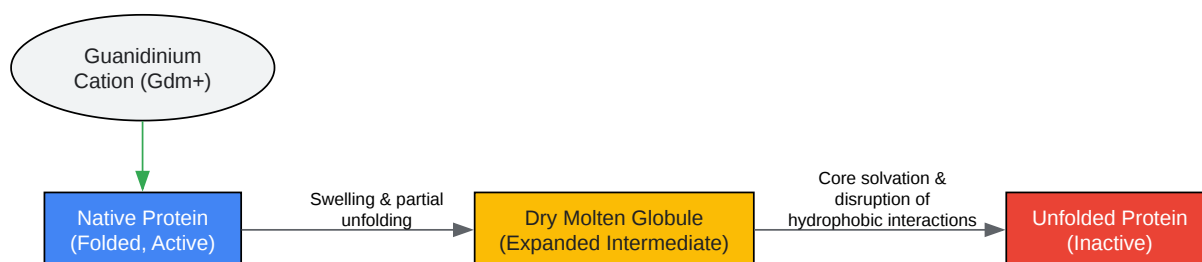 Guanidinium
Cation (Gdm+)
Native Protein
(Folded, Active)
Swelling & partial
unfolding
Dry Molten Globule
(Expanded Intermediate)
Core solvation &
disruption of
hydrophobic interactions
Unfolded Protein
(Inactive)